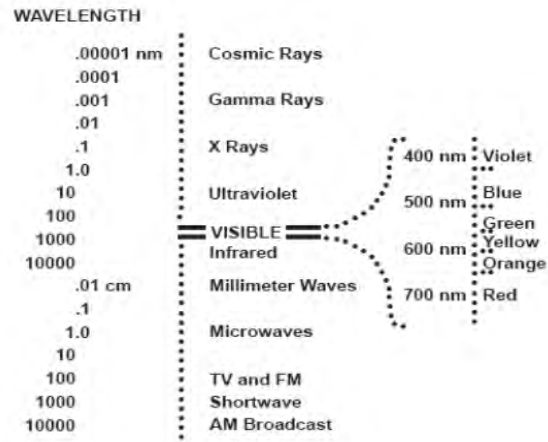 WAVELENGTH
.00001 nm Cosmic Rays
.0001
.001 Gamma Rays
.01
.1 X Rays
1.0
10 Ultraviolet
100
VISIBLE
1000
Infrared
10000
.01 cm Millimeter Waves
.1
1.0 Microwaves
10
100 TV and FM
1000 Shortwave
10000 AM Broadcast
400 nm Violet
Blue
500 nm
Green
Yellow
600 nm
Orange
700 nm Red